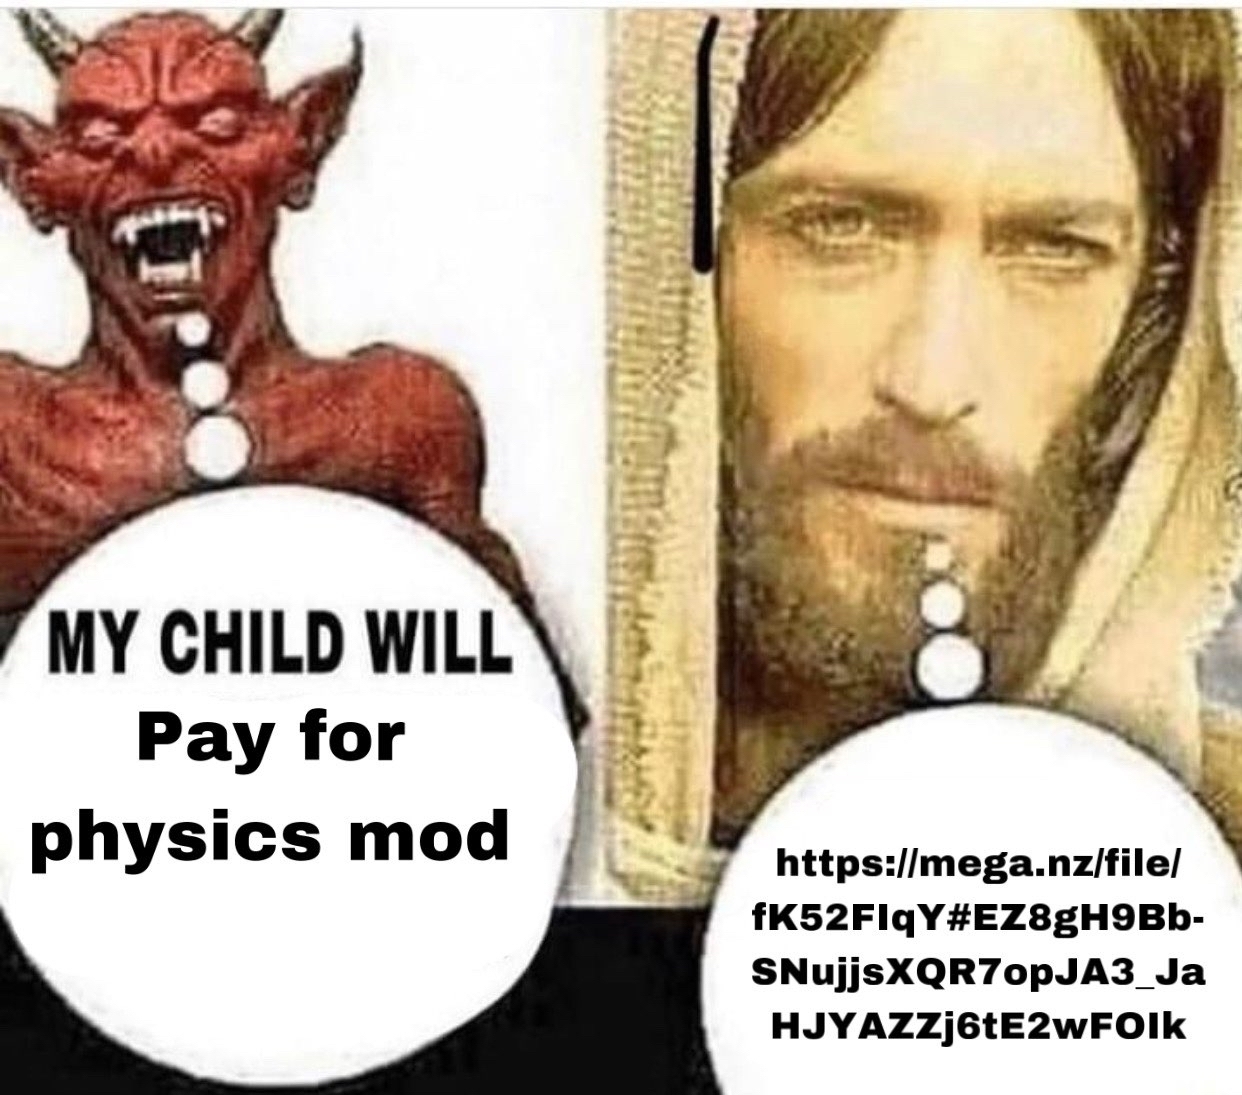 MY CHILD WILL
Pay for
physics mod
https://mega.nz/file/
fK52FIqY#EZ8gH9Bb-
SNujjsXQR7opJA3_Ja
HJYAZZj6tE2wFOIk